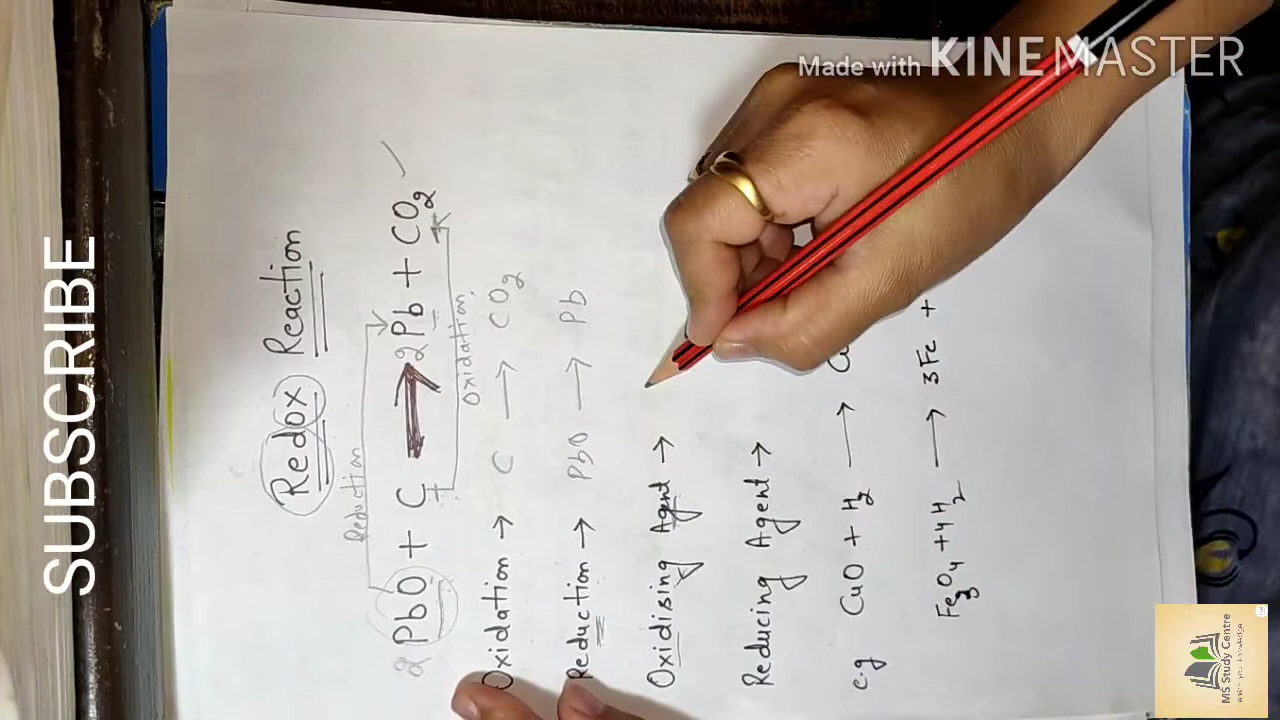 Made with KINEMASTER
SUBSCRIBE
Redox Reaction
Reduction
2PbO + C → 2Pb + CO2 ✓
Oxidation
Oxidation → C → CO2
Reduction → PbO → Pb
Oxidising Agent →
Reducing Agent →
e.g CuO + H2 →
Fe3O4 + 4H2 → 3Fe +
MS Study Centre